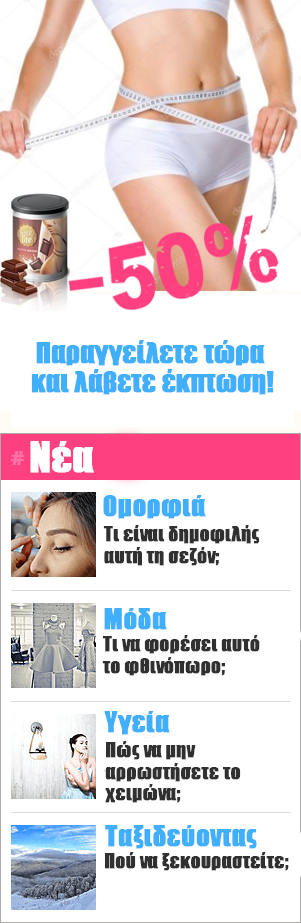 -50%
Παραγγείλετε τώρα
και λάβετε έκπτωση!
# Νέα
Ομορφιά
Τι είναι δημοφιλής
αυτή τη σεζόν;
Μόδα
Τι να φορέσει αυτό
το φθινόπωρο;
Υγεία
Πώς να μην
αρρωστήσετε το
χειμώνα;
Ταξιδεύοντας
Πού να ξεκουραστείτε;